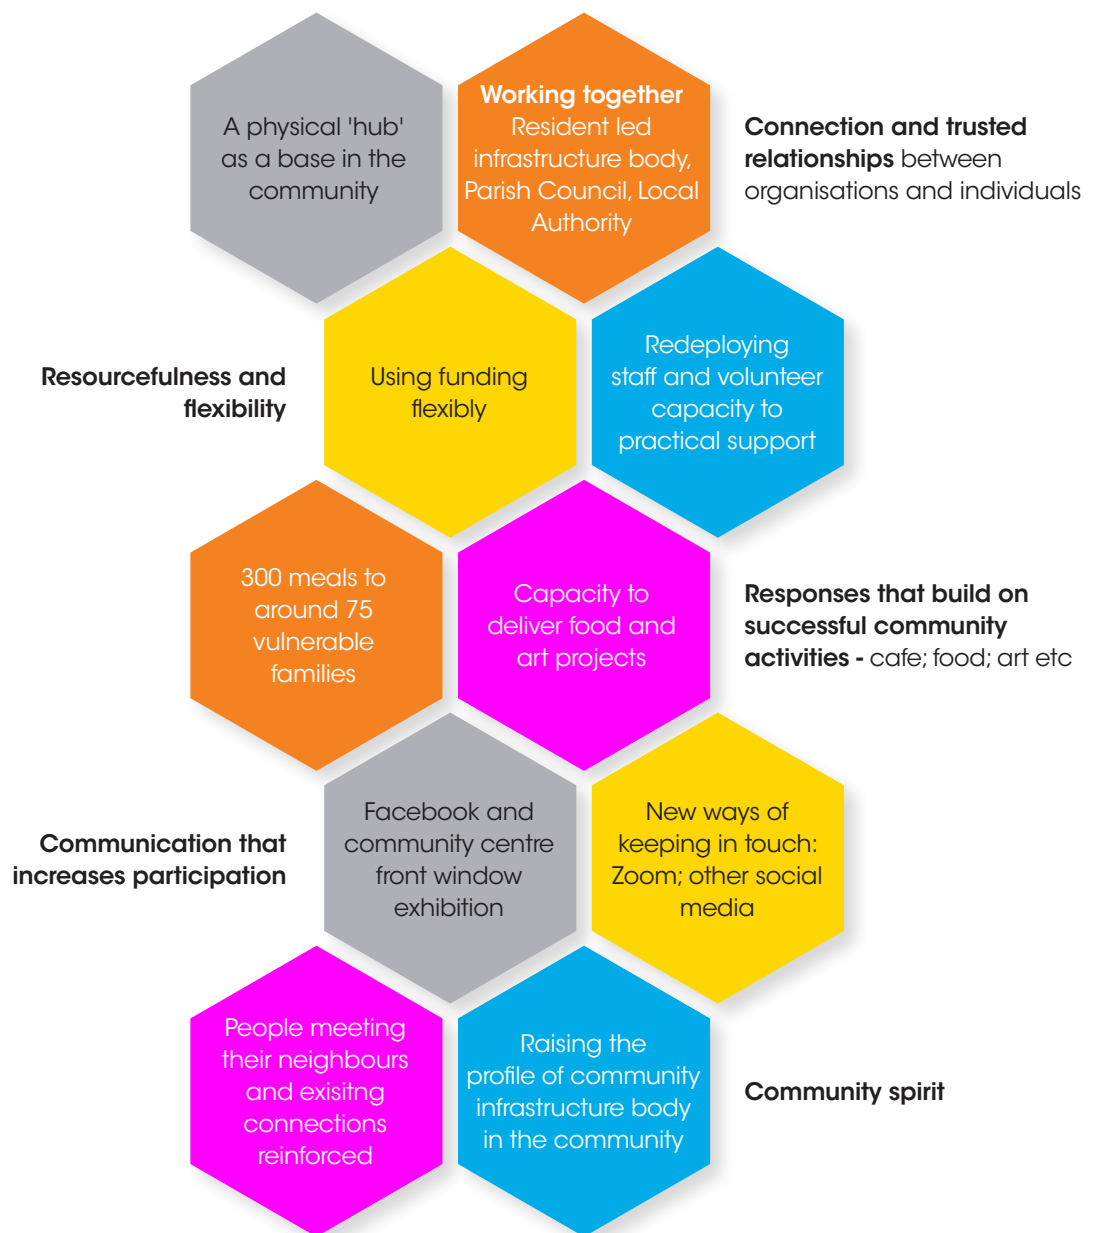 A physical 'hub'
as a base in the
community
Working together
Resident led
infrastructure body,
Parish Council, Local
Authority
Connection and trusted
relationships between
organisations and individuals
Resourcefulness and
flexibility
Using funding
flexibly
Redeploying
staff and volunteer
capacity to
practical support
300 meals to
around 75
vulnerable
families
Capacity to
deliver food and
art projects
Responses that build on
successful community
activities - cafe; food; art etc
Communication that
increases participation
Facebook and
community centre
front window
exhibition
New ways of
keeping in touch:
Zoom; other social
media
People meeting
their neighbours
and exisitng
connections
reinforced
Raising the
profile of community
infrastructure body
in the community
Community spirit